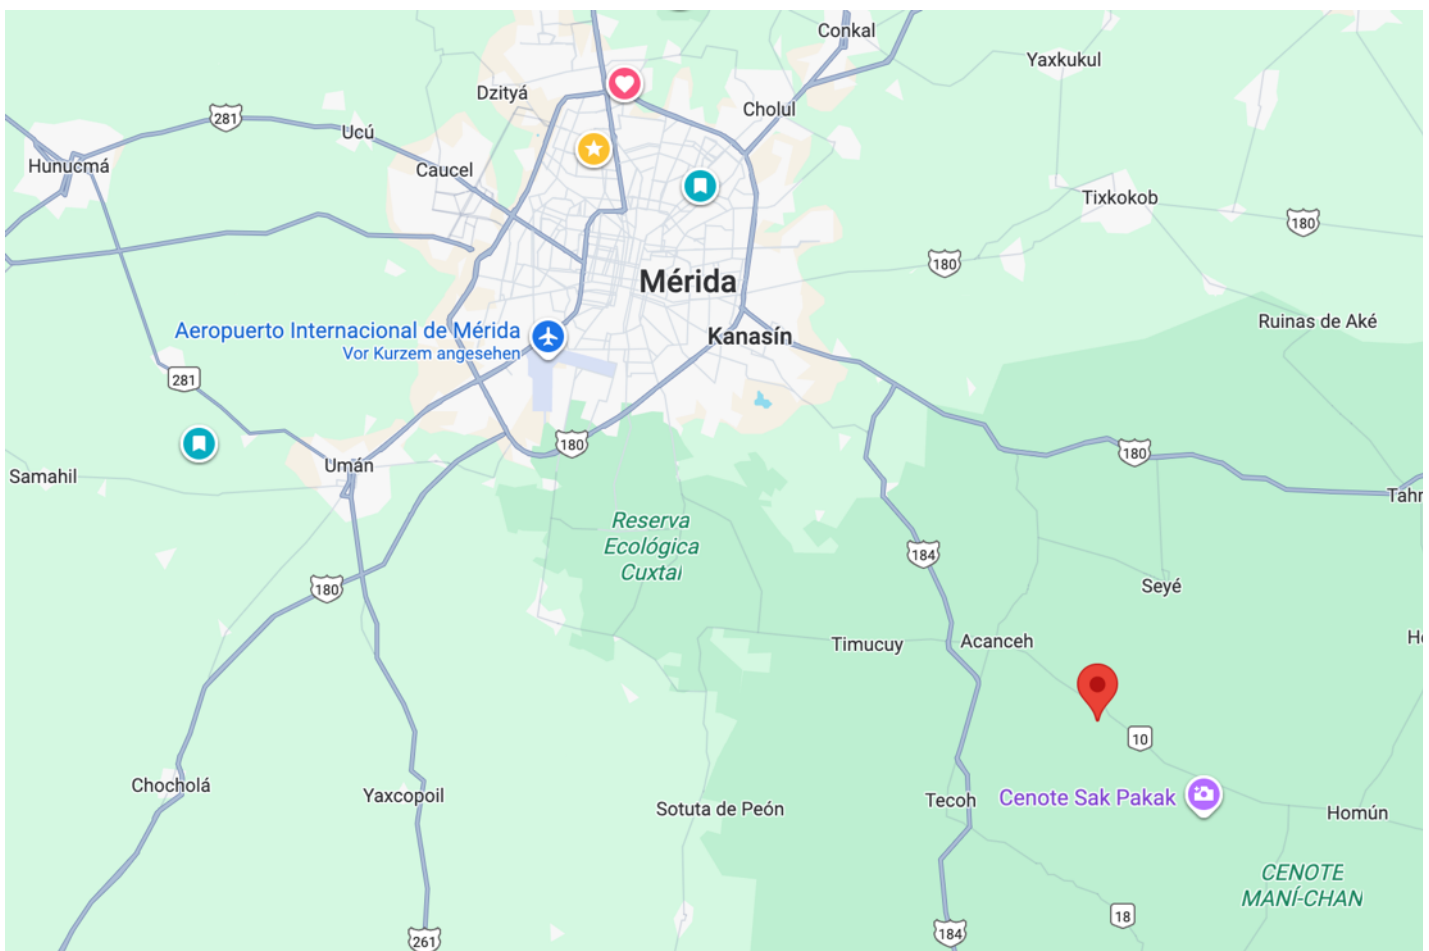 Conkal
Yaxkukul
Dzityá
Cholul
281
Ucú
Hunucmá
Caucel
Tixkokob
180
180
Mérida
Ruinas de Aké
Aeropuerto Internacional de Mérida
Vor Kurzem angesehen
Kanasín
281
180
180
Umán
Samahil
Tahm
Reserva
Ecológica
Cuxtal
184
180
Seyé
Timucuy
Acanceh
Ho
10
Chocholá
Yaxcopoil
Sotuta de Peón
Tecoh
Cenote Sak Pakak
Homún
CENOTE
MANÍ-CHAN
18
184
261